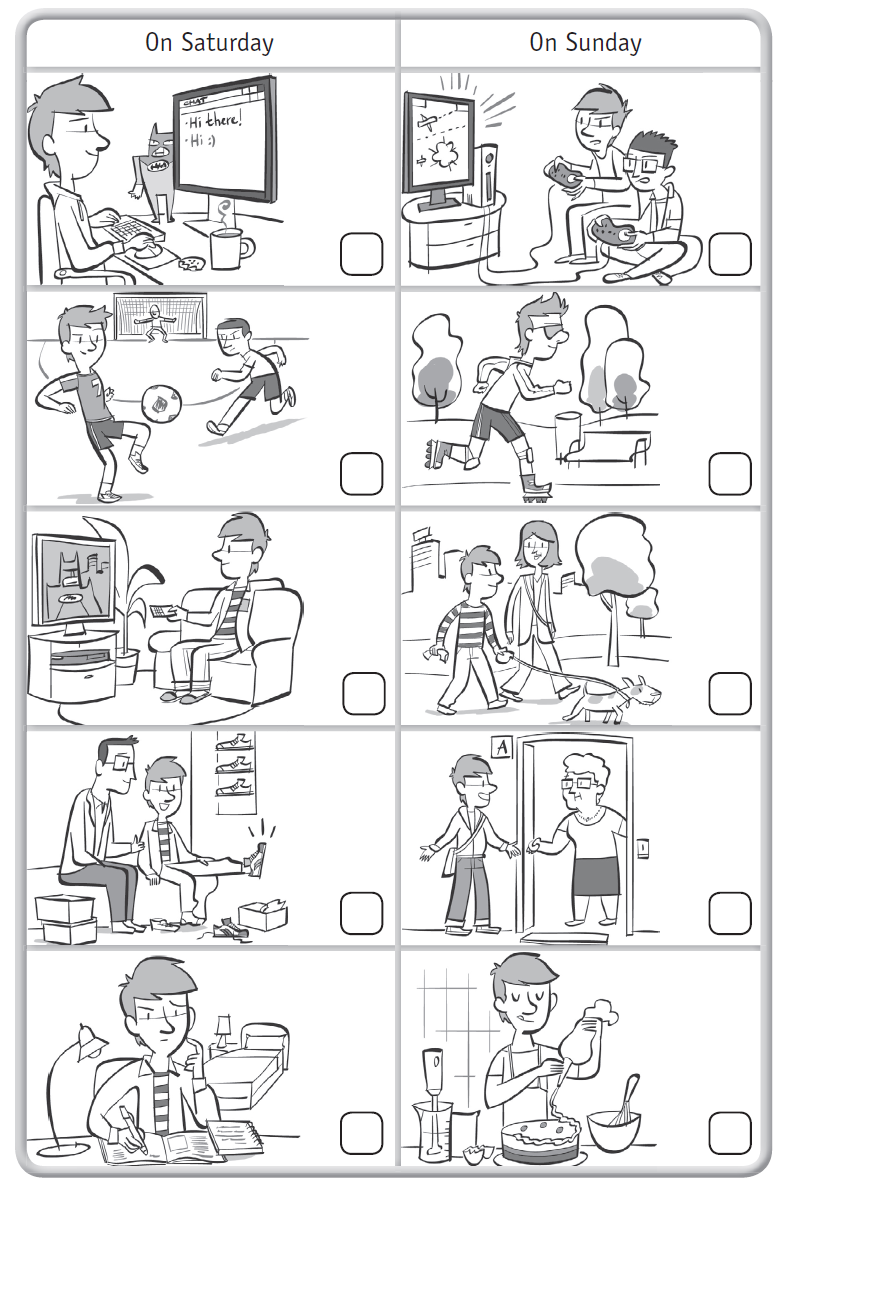 On Saturday
On Sunday
CHAT
· Hi there!
· Hi :)
A